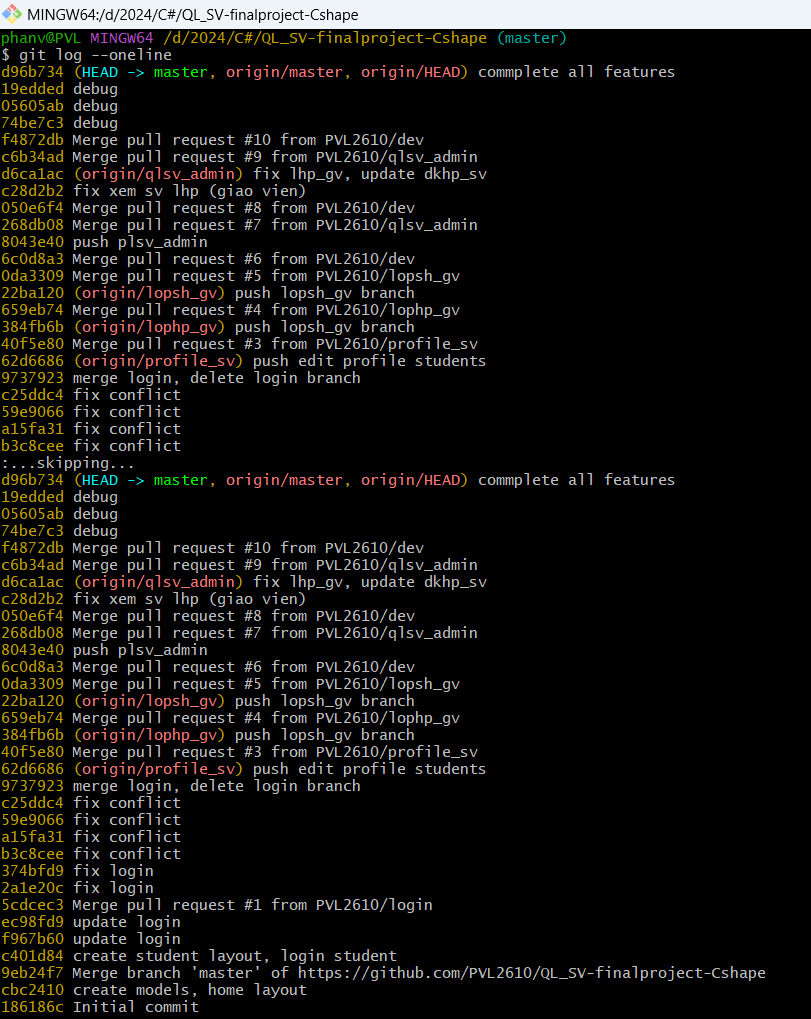 MINGW64:/d/2024/C#/QL_SV-finalproject-Cshape
phanv@PVL MINGW64 /d/2024/C#/QL_SV-finalproject-Cshape (master)
$ git log --oneline
d96b734 (HEAD -> master, origin/master, origin/HEAD) commplete all features
19edded debug
05605ab debug
74be7c3 debug
f4872db Merge pull request #10 from PVL2610/dev
c6b34ad Merge pull request #9 from PVL2610/qlsv_admin
d6ca1ac (origin/qlsv_admin) fix lhp_gv, update dkhp_sv
c28d2b2 fix xem sv lhp (giao vien)
050e6f4 Merge pull request #8 from PVL2610/dev
268db08 Merge pull request #7 from PVL2610/qlsv_admin
8043e40 push plsv_admin
6c0d8a3 Merge pull request #6 from PVL2610/dev
0da3309 Merge pull request #5 from PVL2610/lopsh_gv
22ba120 (origin/lopsh_gv) push lopsh_gv branch
659eb74 Merge pull request #4 from PVL2610/lophp_gv
384fb6b (origin/lophp_gv) push lopsh_gv branch
40f5e80 Merge pull request #3 from PVL2610/profile_sv
62d6686 (origin/profile_sv) push edit profile students
9737923 merge login, delete login branch
c25ddc4 fix conflict
59e9066 fix conflict
a15fa31 fix conflict
b3c8cee fix conflict
:...skipping...
d96b734 (HEAD -> master, origin/master, origin/HEAD) commplete all features
19edded debug
05605ab debug
74be7c3 debug
f4872db Merge pull request #10 from PVL2610/dev
c6b34ad Merge pull request #9 from PVL2610/qlsv_admin
d6ca1ac (origin/qlsv_admin) fix lhp_gv, update dkhp_sv
c28d2b2 fix xem sv lhp (giao vien)
050e6f4 Merge pull request #8 from PVL2610/dev
268db08 Merge pull request #7 from PVL2610/qlsv_admin
8043e40 push plsv_admin
6c0d8a3 Merge pull request #6 from PVL2610/dev
0da3309 Merge pull request #5 from PVL2610/lopsh_gv
22ba120 (origin/lopsh_gv) push lopsh_gv branch
659eb74 Merge pull request #4 from PVL2610/lophp_gv
384fb6b (origin/lophp_gv) push lopsh_gv branch
40f5e80 Merge pull request #3 from PVL2610/profile_sv
62d6686 (origin/profile_sv) push edit profile students
9737923 merge login, delete login branch
c25ddc4 fix conflict
59e9066 fix conflict
a15fa31 fix conflict
b3c8cee fix conflict
374bfd9 fix login
2a1e20c fix login
5cdcec3 Merge pull request #1 from PVL2610/login
ec98fd9 update login
f967b60 update login
c401d84 create student layout, login student
9eb24f7 Merge branch 'master' of https://github.com/PVL2610/QL_SV-finalproject-Cshape
cbc2410 create models, home layout
186186c Initial commit